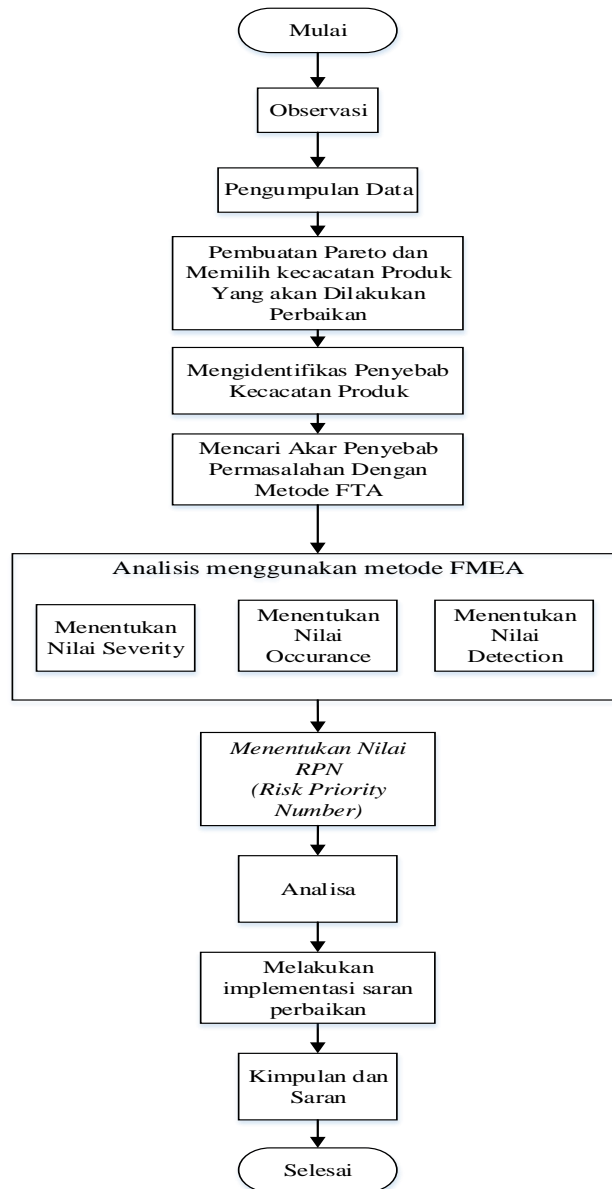 Mulai
Observasi
Pengumpulan Data
Pembuatan Pareto dan
Memilih kecacatan Produk
Yang akan Dilakukan
Perbaikan
Mengidentifikas Penyebab
Kecacatan Produk
Mencari Akar Penyebab
Permasalahan Dengan
Metode FTA
Analisis menggunakan metode FMEA
Menentukan
Nilai Severity
Menentukan
Nilai
Occurance
Menentukan
Nilai
Detection
Menentukan Nilai
RPN
(Risk Priority
Number)
Analisa
Melakukan
implementasi saran
perbaikan
Kimpulan dan
Saran
Selesai